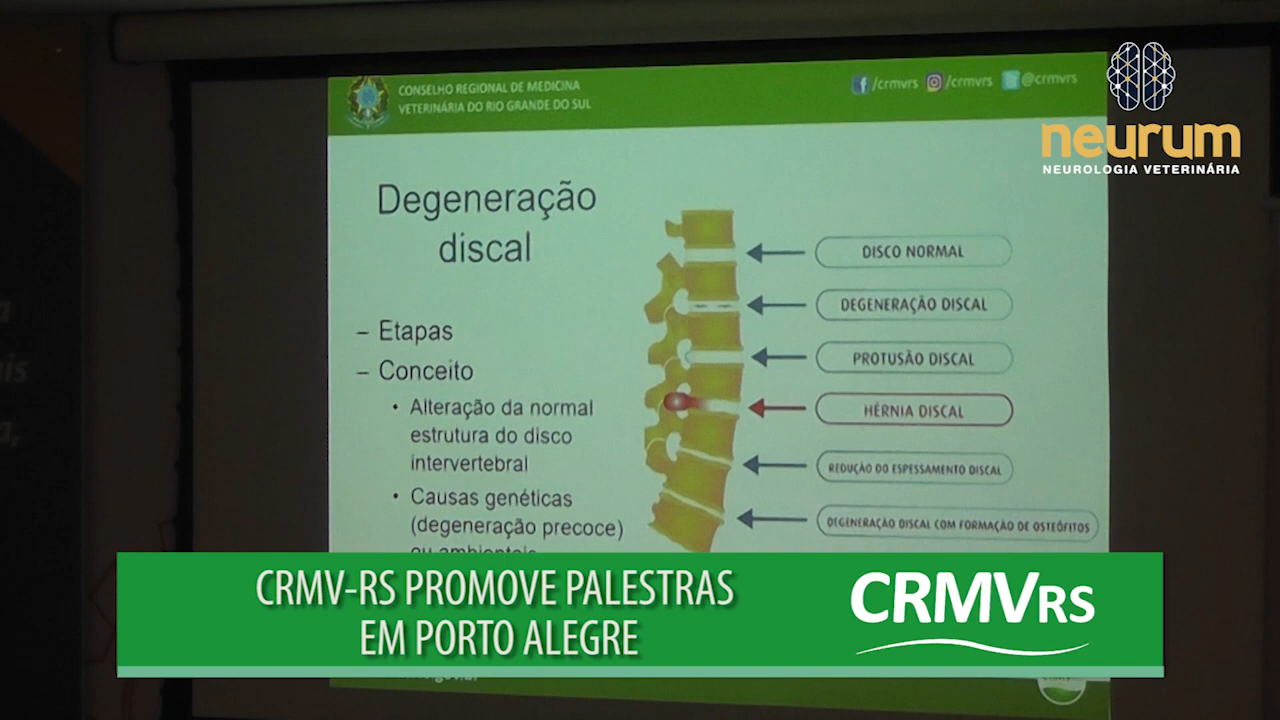 CONSELHO REGIONAL DE MEDICINA
VETERINÁRIA DO RIO GRANDE DO SUL
/crmvrs /crmvrs @crmvrs
neurum
NEUROLOGIA VETERINÁRIA
Degeneração
discal
– Etapas
– Conceito
• Alteração da normal
estrutura do disco
intervertebral
• Causas genéticas
(degeneração precoce)
ou ambientais
DISCO NORMAL
DEGENERAÇÃO DISCAL
PROTUSÃO DISCAL
HÉRNIA DISCAL
REDUÇÃO DO ESPESSAMENTO DISCAL
DEGENERAÇÃO DISCAL COM FORMAÇÃO DE OSTEÓFITOS
CRMV-RS PROMOVE PALESTRAS
EM PORTO ALEGRE
CRMVRS